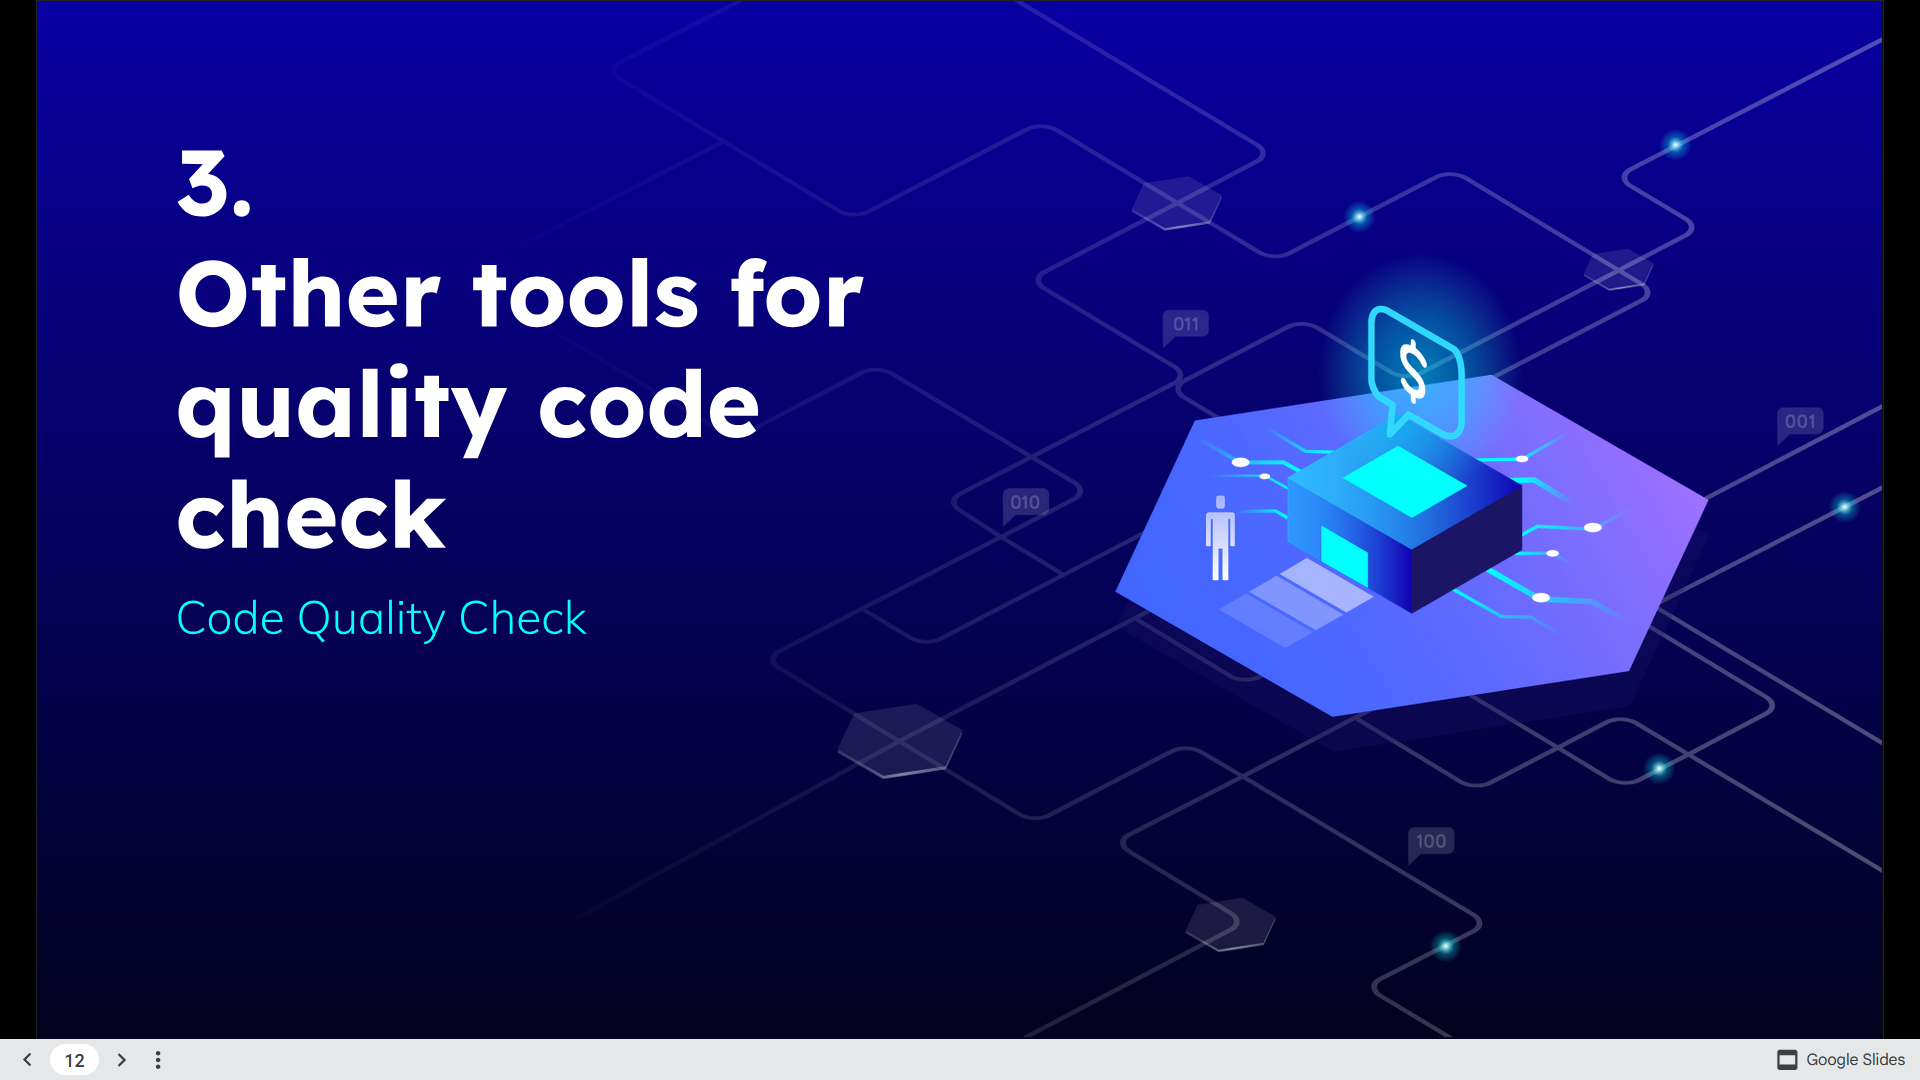 3.
Other tools for
quality code
check
Code Quality Check
011
$
001
010
100
12
Google Slides